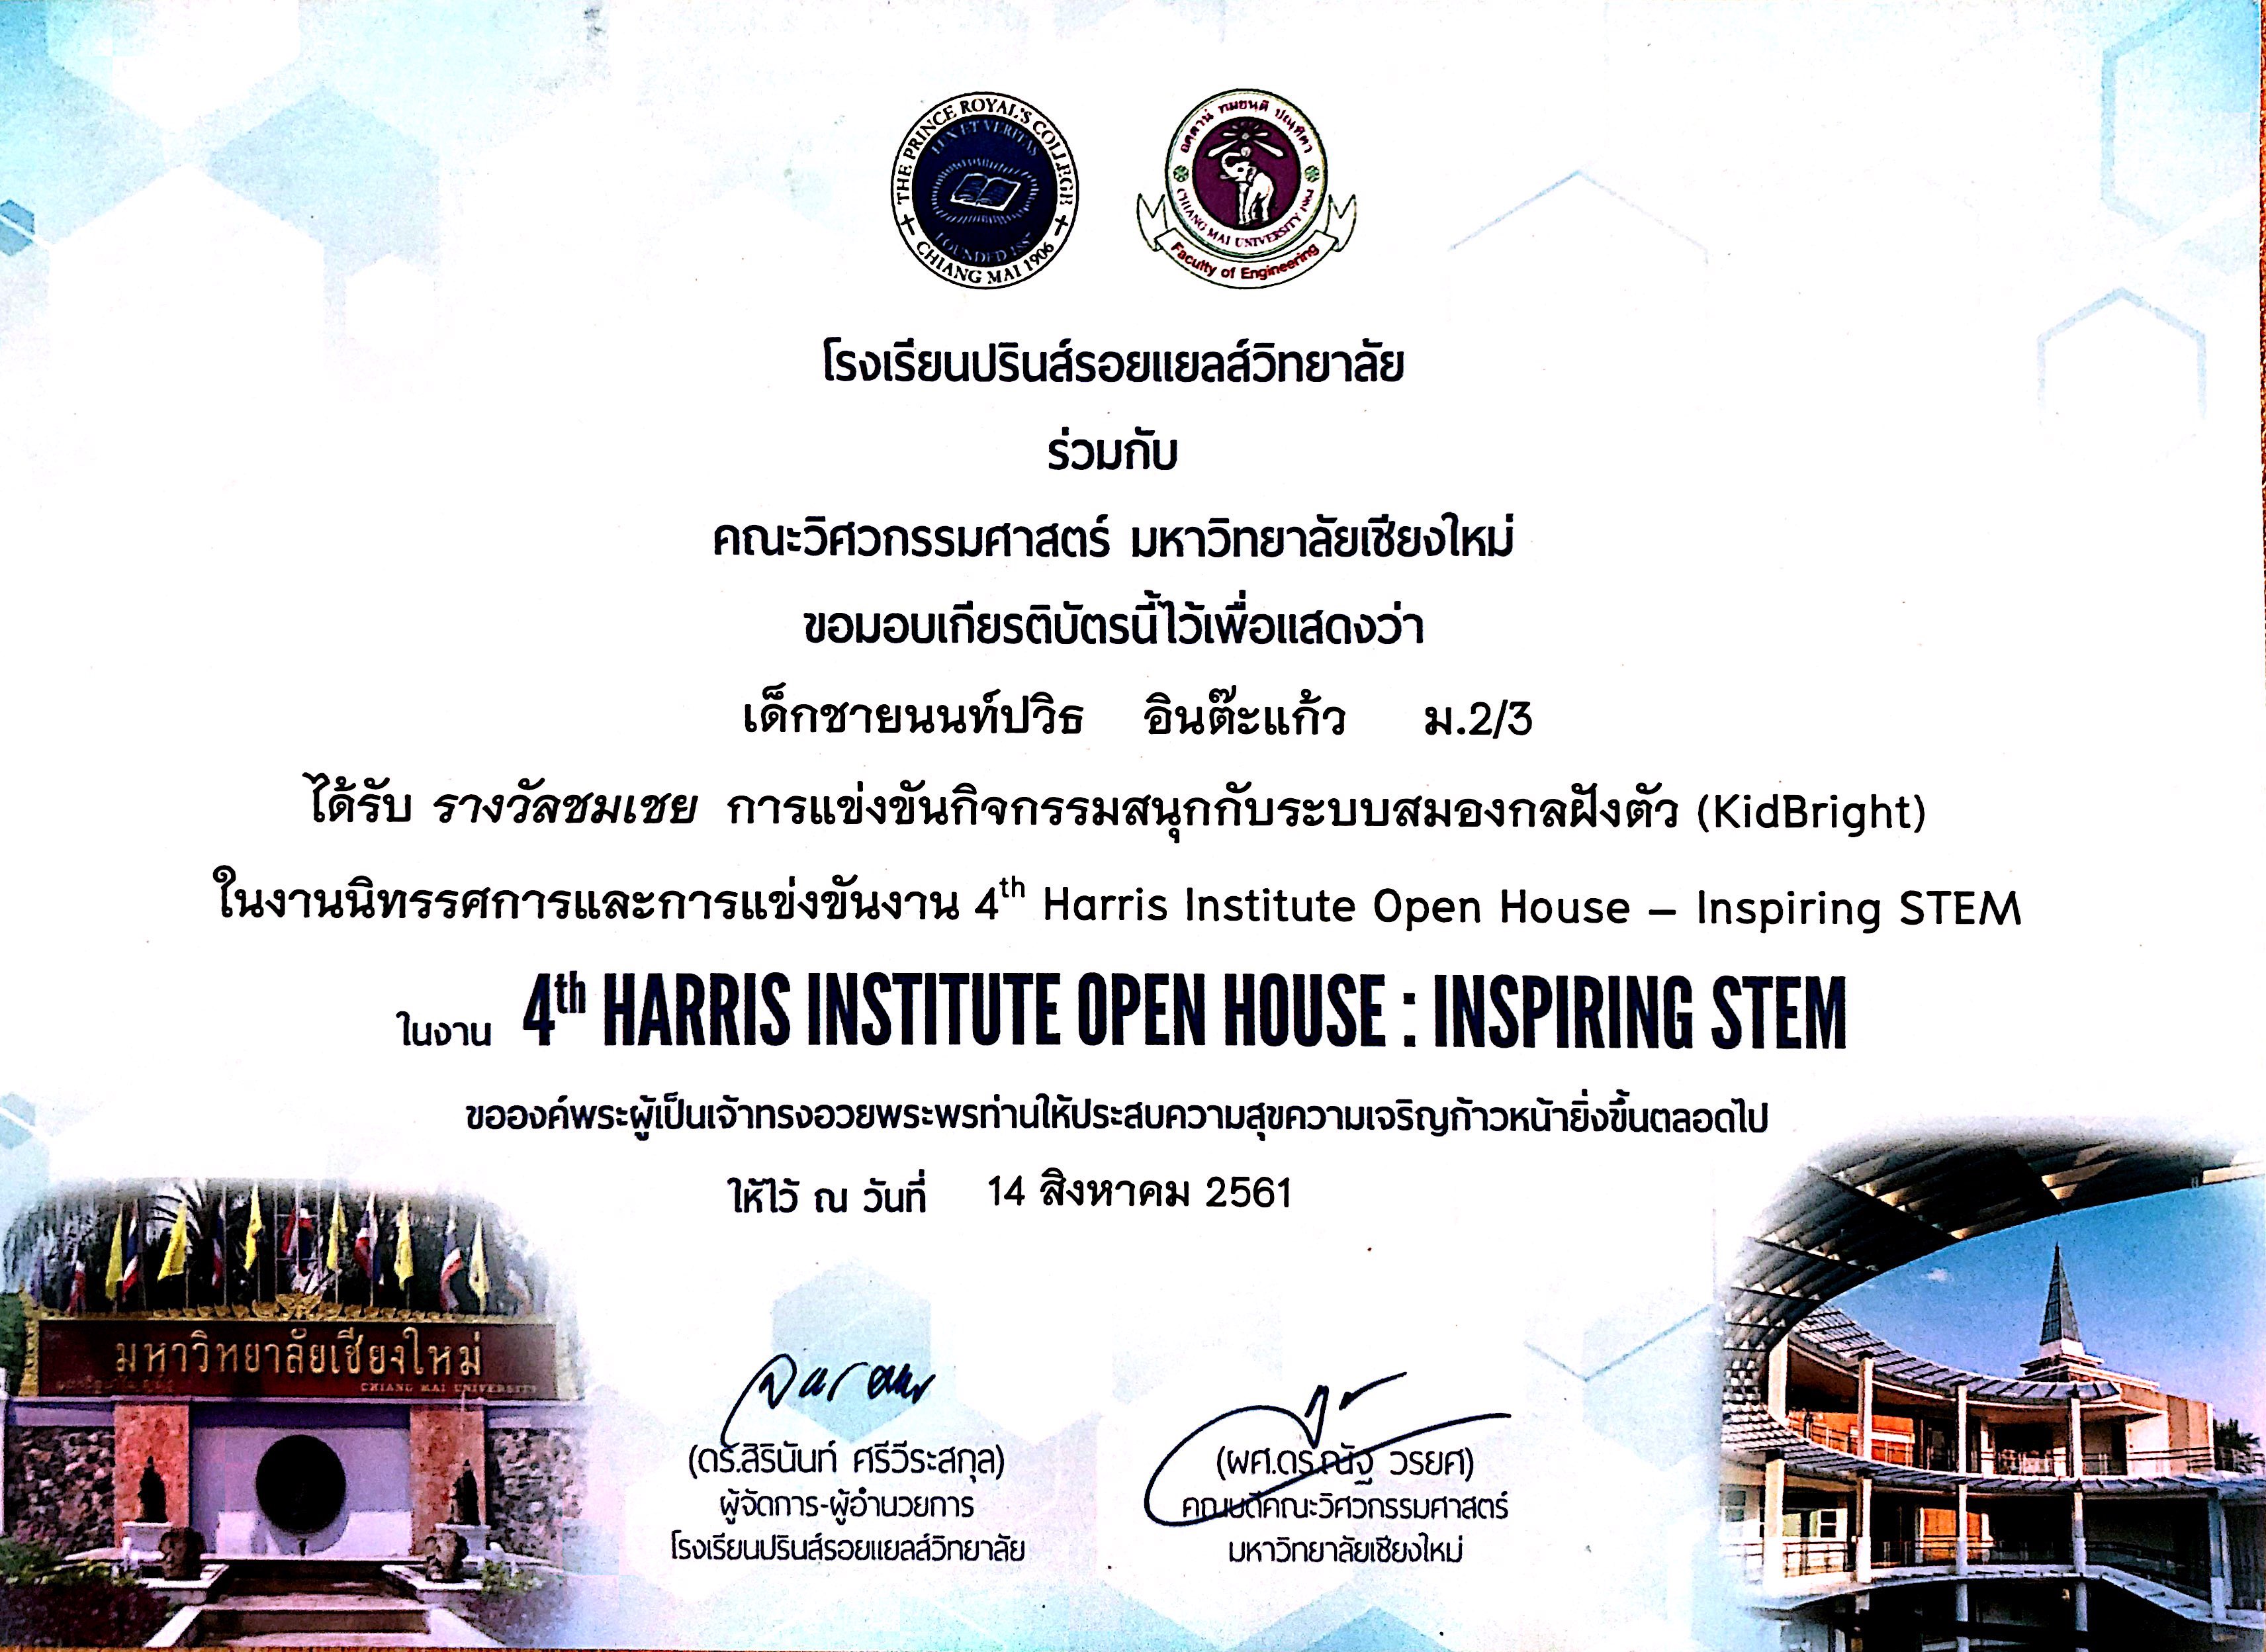 THE PRINCE ROYAL'S COLLEGE
LUX ET VERITAS
FOUNDED 1887
CHIANG MAI 1906
อตฺตานํ ทมยนฺติ ปณฺฑิตา
CHIANG MAI UNIVERSITY 1964
Faculty of Engineering
โรงเรียนปรินส์รอยแยลส์วิทยาลัย
ร่วมกับ
คณะวิศวกรรมศาสตร์ มหาวิทยาลัยเชียงใหม่
ขอมอบเกียรติบัตรนี้ไว้เพื่อแสดงว่า
เด็กชายนนท์ปวิธ อินต๊ะแก้ว ม.2/3
ได้รับ รางวัลชมเชย การแข่งขันกิจกรรมสนุกกับระบบสมองกลฝังตัว (KidBright)
ในงานนิทรรศการและการแข่งขันงาน 4th Harris Institute Open House – Inspiring STEM
ในงาน 4th HARRIS INSTITUTE OPEN HOUSE : INSPIRING STEM
ขอองค์พระผู้เป็นเจ้าทรงอวยพระพรท่านให้ประสบความสุขความเจริญก้าวหน้ายิ่งขึ้นตลอดไป
ให้ไว้ ณ วันที่ 14 สิงหาคม 2561
มหาวิทยาลัยเชียงใหม่
CHIANG MAI UNIVERSITY
(ดร.สิรินันท์ ศรีวีระสกุล)
ผู้จัดการ-ผู้อำนวยการ
โรงเรียนปรินส์รอยแยลส์วิทยาลัย
(ผศ.ดร.ณัฐ วรยศ)
คณบดีคณะวิศวกรรมศาสตร์
มหาวิทยาลัยเชียงใหม่